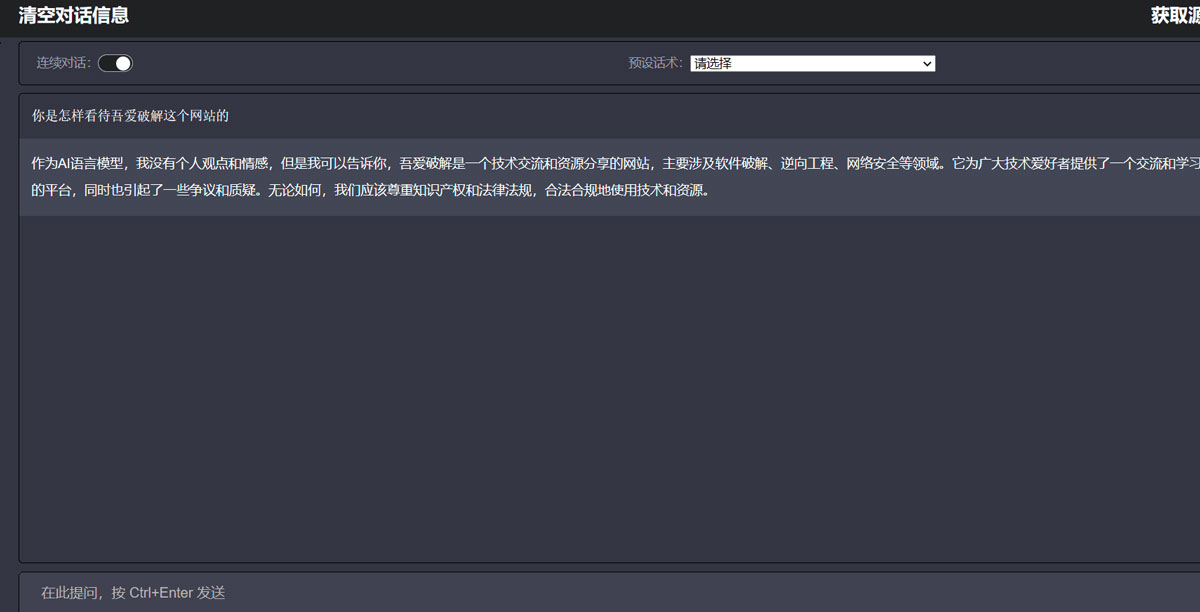 清空对话信息
获取源
连续对话:
预设话术:
请选择
你是怎样看待吾爱破解这个网站的
作为AI语言模型，我没有个人观点和情感，但是我可以告诉你，吾爱破解是一个技术交流和资源分享的网站，主要涉及软件破解、逆向工程、网络安全等领域。它为广大技术爱好者提供了一个交流和学习
的平台，同时也引起了一些争议和质疑。无论如何，我们应该尊重知识产权和法律法规，合法合规地使用技术和资源。
在此提问，按 Ctrl+Enter 发送